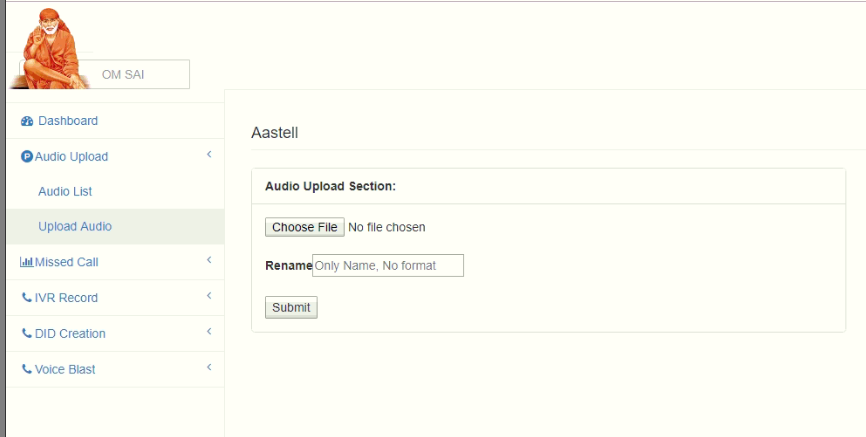 OM SAI
Dashboard
Audio Upload
Audio List
Upload Audio
Missed Call
IVR Record
DID Creation
Voice Blast
Aastell
Audio Upload Section:
Choose File No file chosen
Rename Only Name, No format
Submit